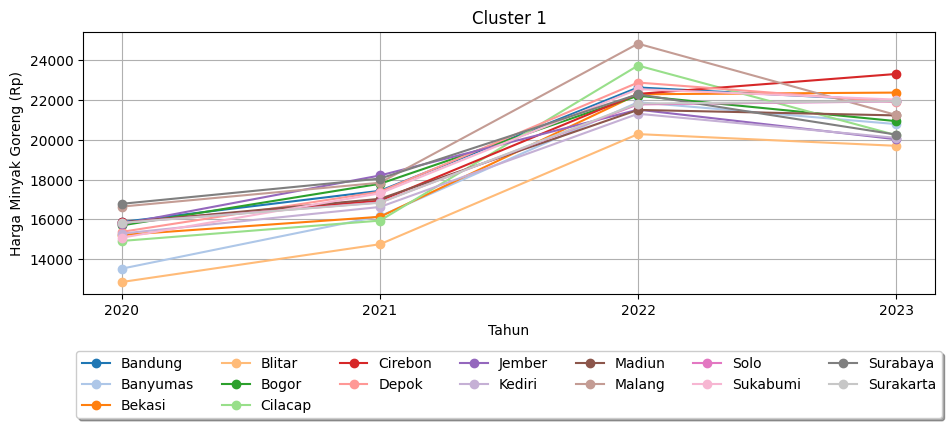 Cluster 1
Harga Minyak Goreng (Rp)
24000
22000
20000
18000
16000
14000
2020 2021 2022 2023
Tahun
Bandung Blitar Cirebon Jember Madiun Solo Surabaya
Banyumas Bogor Depok Kediri Malang Sukabumi Surakarta
Bekasi Cilacap